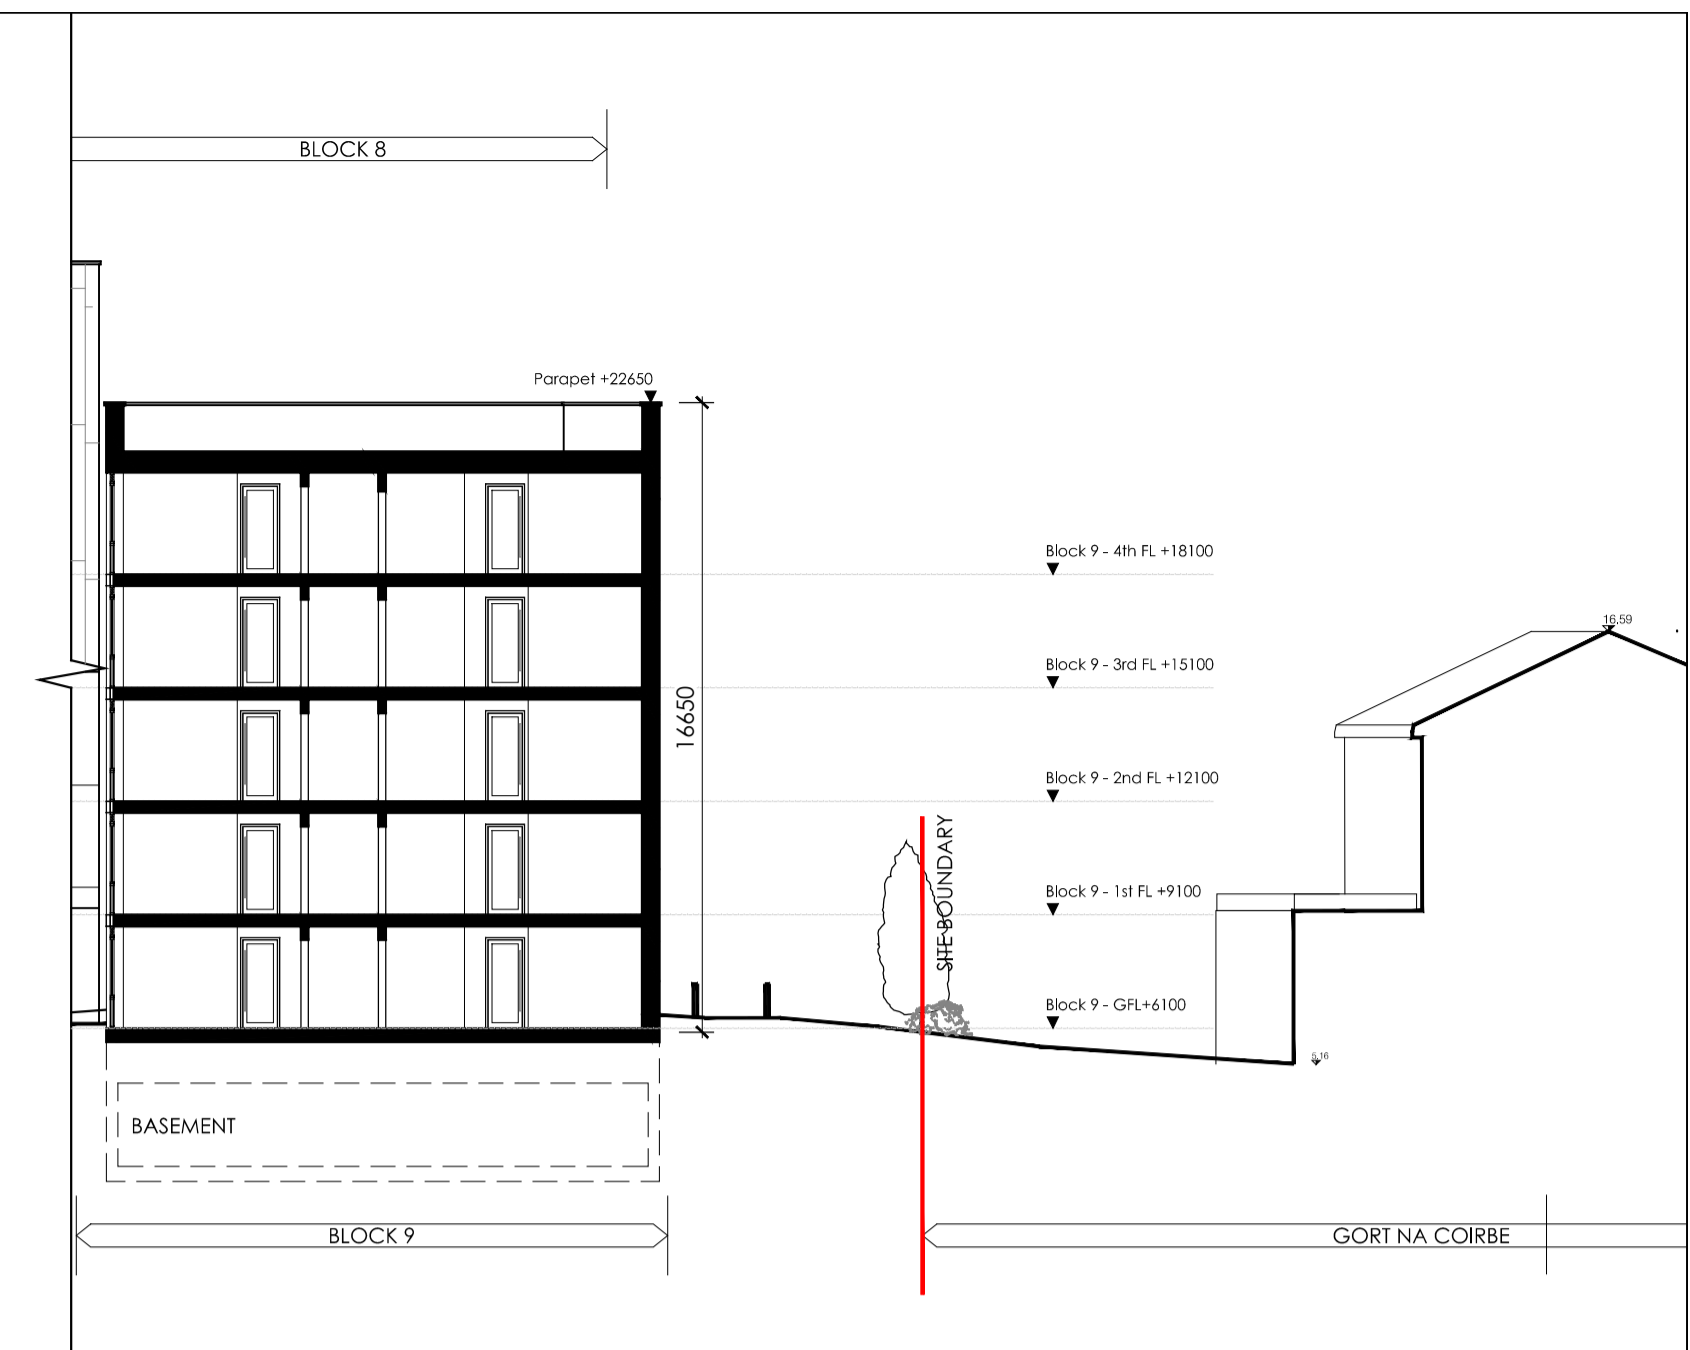 BLOCK 8
Parapet +22650
Block 9 - 4th FL +18100
16.59
Block 9 - 3rd FL +15100
16650
Block 9 - 2nd FL +12100
SITE BOUNDARY
Block 9 - 1st FL +9100
Block 9 - GFL+6100
5.16
BASEMENT
BLOCK 9
GORT NA COIRBE